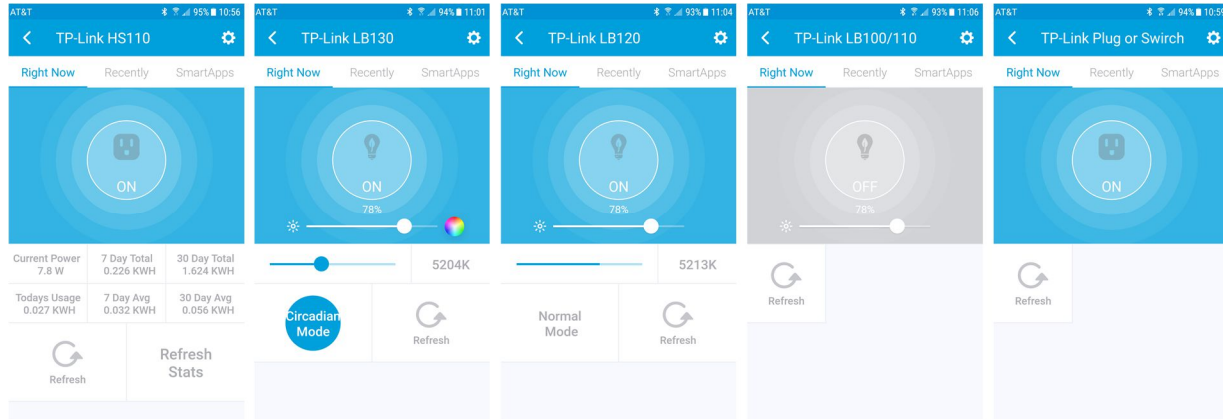 AT&T 95% 10:56
TP-Link HS110
Right Now Recently SmartApps
ON
Current Power 7 Day Total 30 Day Total
7.8 W 0.226 KWH 1.624 KWH
Todays Usage 7 Day Avg 30 Day Avg
0.027 KWH 0.032 KWH 0.056 KWH
Refresh
Refresh
Stats
AT&T 94% 11:01
TP-Link LB130
Right Now Recently SmartApps
ON
78%
5204K
Circadian
Mode
Refresh
AT&T 93% 11:04
TP-Link LB120
Right Now Recently SmartApps
ON
78%
5213K
Normal
Mode
Refresh
AT&T 93% 11:06
TP-Link LB100/110
Right Now Recently SmartApps
OFF
78%
Refresh
AT&T 94% 10:59
TP-Link Plug or Swirch
Right Now Recently SmartApps
ON
Refresh